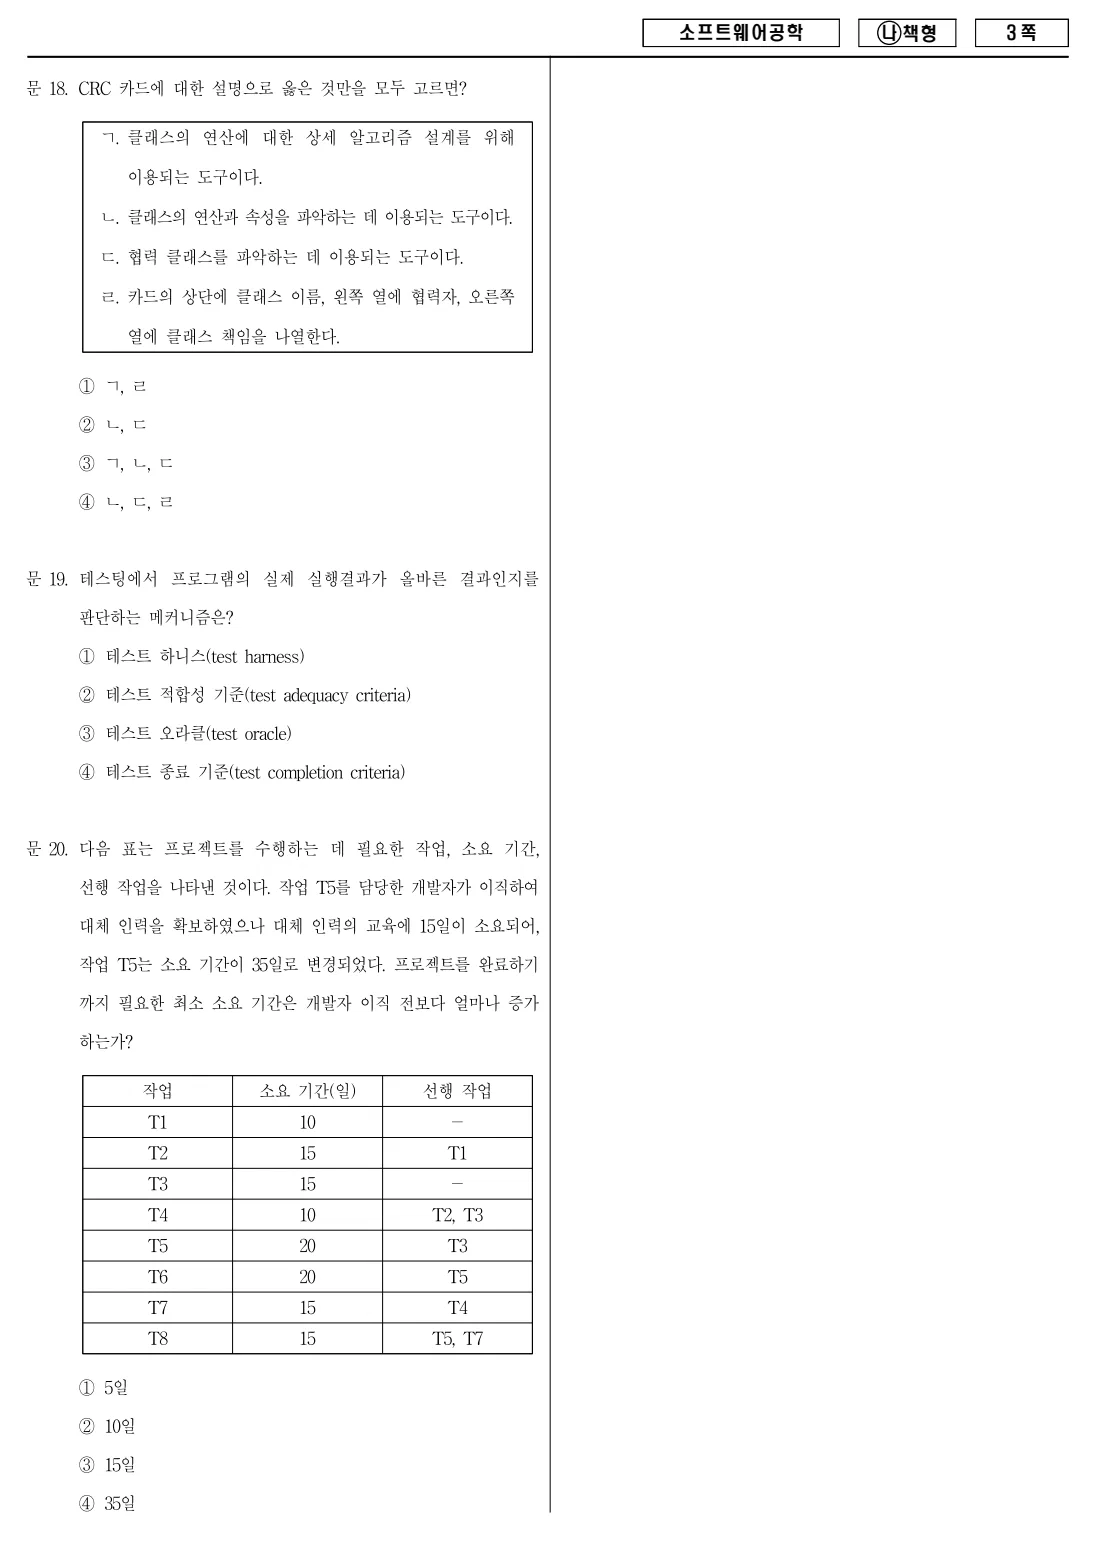 소프트웨어공학
㉯책형
3쪽
문 18. CRC 카드에 대한 설명으로 옳은 것만을 모두 고르면?
ㄱ. 클래스의 연산에 대한 상세 알고리즘 설계를 위해
이용되는 도구이다.
ㄴ. 클래스의 연산과 속성을 파악하는 데 이용되는 도구이다.
ㄷ. 협력 클래스를 파악하는 데 이용되는 도구이다.
ㄹ. 카드의 상단에 클래스 이름, 왼쪽 열에 협력자, 오른쪽
열에 클래스 책임을 나열한다.
① ㄱ, ㄹ
② ㄴ, ㄷ
③ ㄱ, ㄴ, ㄷ
④ ㄴ, ㄷ, ㄹ
문 19. 테스팅에서 프로그램의 실제 실행결과가 올바른 결과인지를
판단하는 메커니즘은?
① 테스트 하니스(test harness)
② 테스트 적합성 기준(test adequacy criteria)
③ 테스트 오라클(test oracle)
④ 테스트 종료 기준(test completion criteria)
문 20. 다음 표는 프로젝트를 수행하는 데 필요한 작업, 소요 기간,
선행 작업을 나타낸 것이다. 작업 T5를 담당한 개발자가 이직하여
대체 인력을 확보하였으나 대체 인력의 교육에 15일이 소요되어,
작업 T5는 소요 기간이 35일로 변경되었다. 프로젝트를 완료하기
까지 필요한 최소 소요 기간은 개발자 이직 전보다 얼마나 증가
하는가?
작업 소요 기간(일) 선행 작업
T1 10 －
T2 15 T1
T3 15 －
T4 10 T2, T3
T5 20 T3
T6 20 T5
T7 15 T4
T8 15 T5, T7
① 5일
② 10일
③ 15일
④ 35일